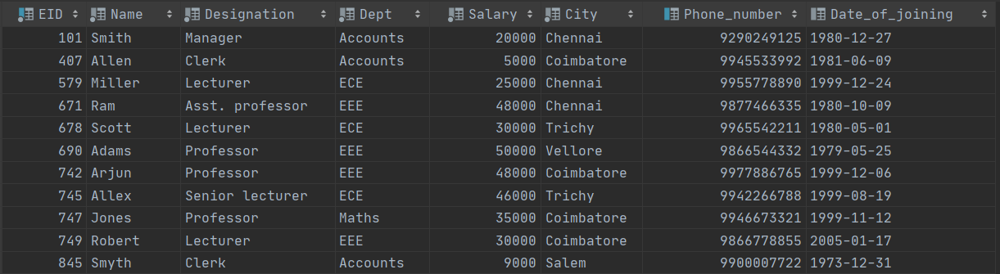 EID Name Designation Dept Salary City Phone_number Date_of_joining
101 Smith Manager Accounts 20000 Chennai 9290249125 1980-12-27
407 Allen Clerk Accounts 5000 Coimbatore 9945533992 1981-06-09
579 Miller Lecturer ECE 25000 Chennai 9955778890 1999-12-24
671 Ram Asst. professor EEE 48000 Chennai 9877466335 1980-10-09
678 Scott Lecturer ECE 30000 Trichy 9965542211 1980-05-01
690 Adams Professor EEE 50000 Vellore 9866544332 1979-05-25
742 Arjun Professor EEE 48000 Coimbatore 9977886765 1999-12-06
745 Allex Senior lecturer ECE 46000 Trichy 9942266788 1999-08-19
747 Jones Professor Maths 35000 Coimbatore 9946673321 1999-11-12
749 Robert Lecturer EEE 30000 Coimbatore 9866778855 2005-01-17
845 Smyth Clerk Accounts 9000 Salem 9900007722 1973-12-31